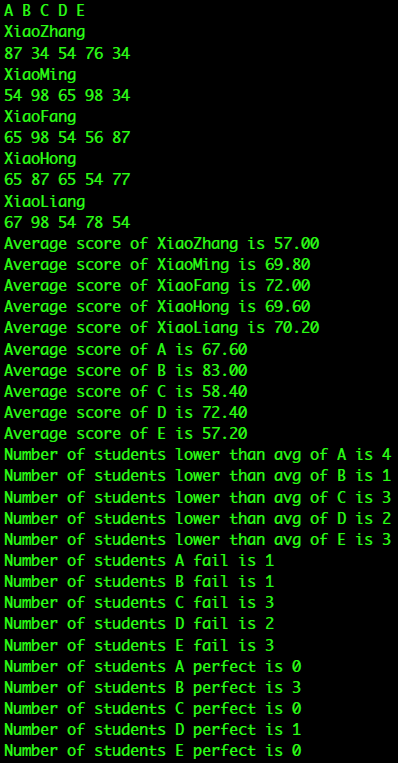 A B C D E
XiaoZhang
87 34 54 76 34
XiaoMing
54 98 65 98 34
XiaoFang
65 98 54 56 87
XiaoHong
65 87 65 54 77
XiaoLiang
67 98 54 78 54
Average score of XiaoZhang is 57.00
Average score of XiaoMing is 69.80
Average score of XiaoFang is 72.00
Average score of XiaoHong is 69.60
Average score of XiaoLiang is 70.20
Average score of A is 67.60
Average score of B is 83.00
Average score of C is 58.40
Average score of D is 72.40
Average score of E is 57.20
Number of students lower than avg of A is 4
Number of students lower than avg of B is 1
Number of students lower than avg of C is 3
Number of students lower than avg of D is 2
Number of students lower than avg of E is 3
Number of students A fail is 1
Number of students B fail is 1
Number of students C fail is 3
Number of students D fail is 2
Number of students E fail is 3
Number of students A perfect is 0
Number of students B perfect is 3
Number of students C perfect is 0
Number of students D perfect is 1
Number of students E perfect is 0